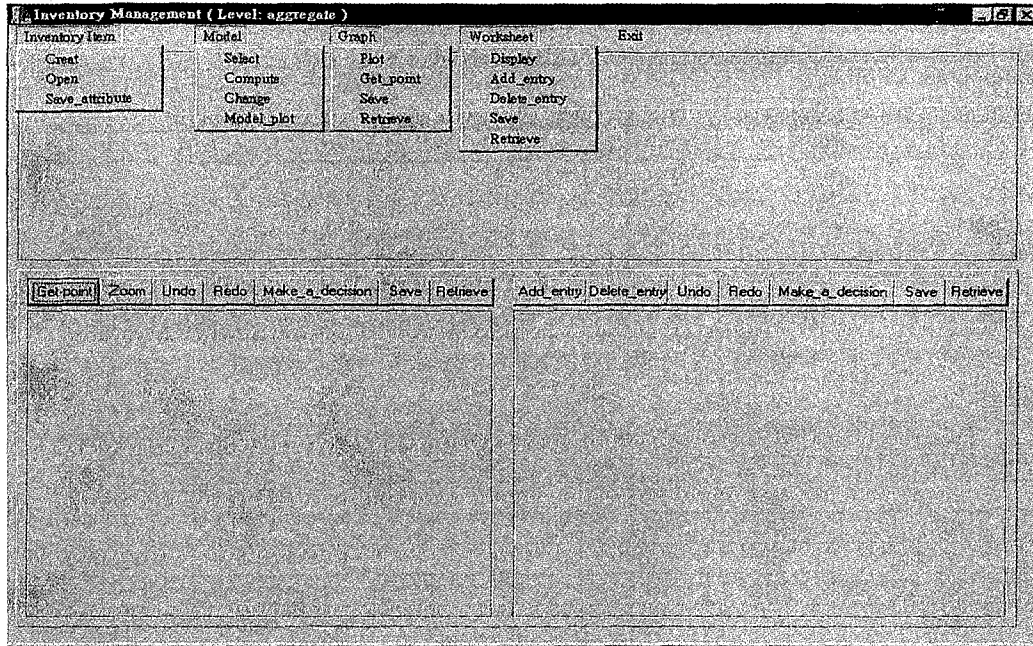 Inventory Management ( Level: aggregate )
Inventory Item Model Graph Worksheet Exit
Creat Select Plot Display
Open Compute Get_point Add_entry
Save_attribute Change Save Delete_entry
Model_plot Retrieve Save
Retrieve
Get-point Zoom Undo Redo Make_a_decision Save Retrieve Add_entry Delete_entry Undo Redo Make_a_decision Save Retrieve